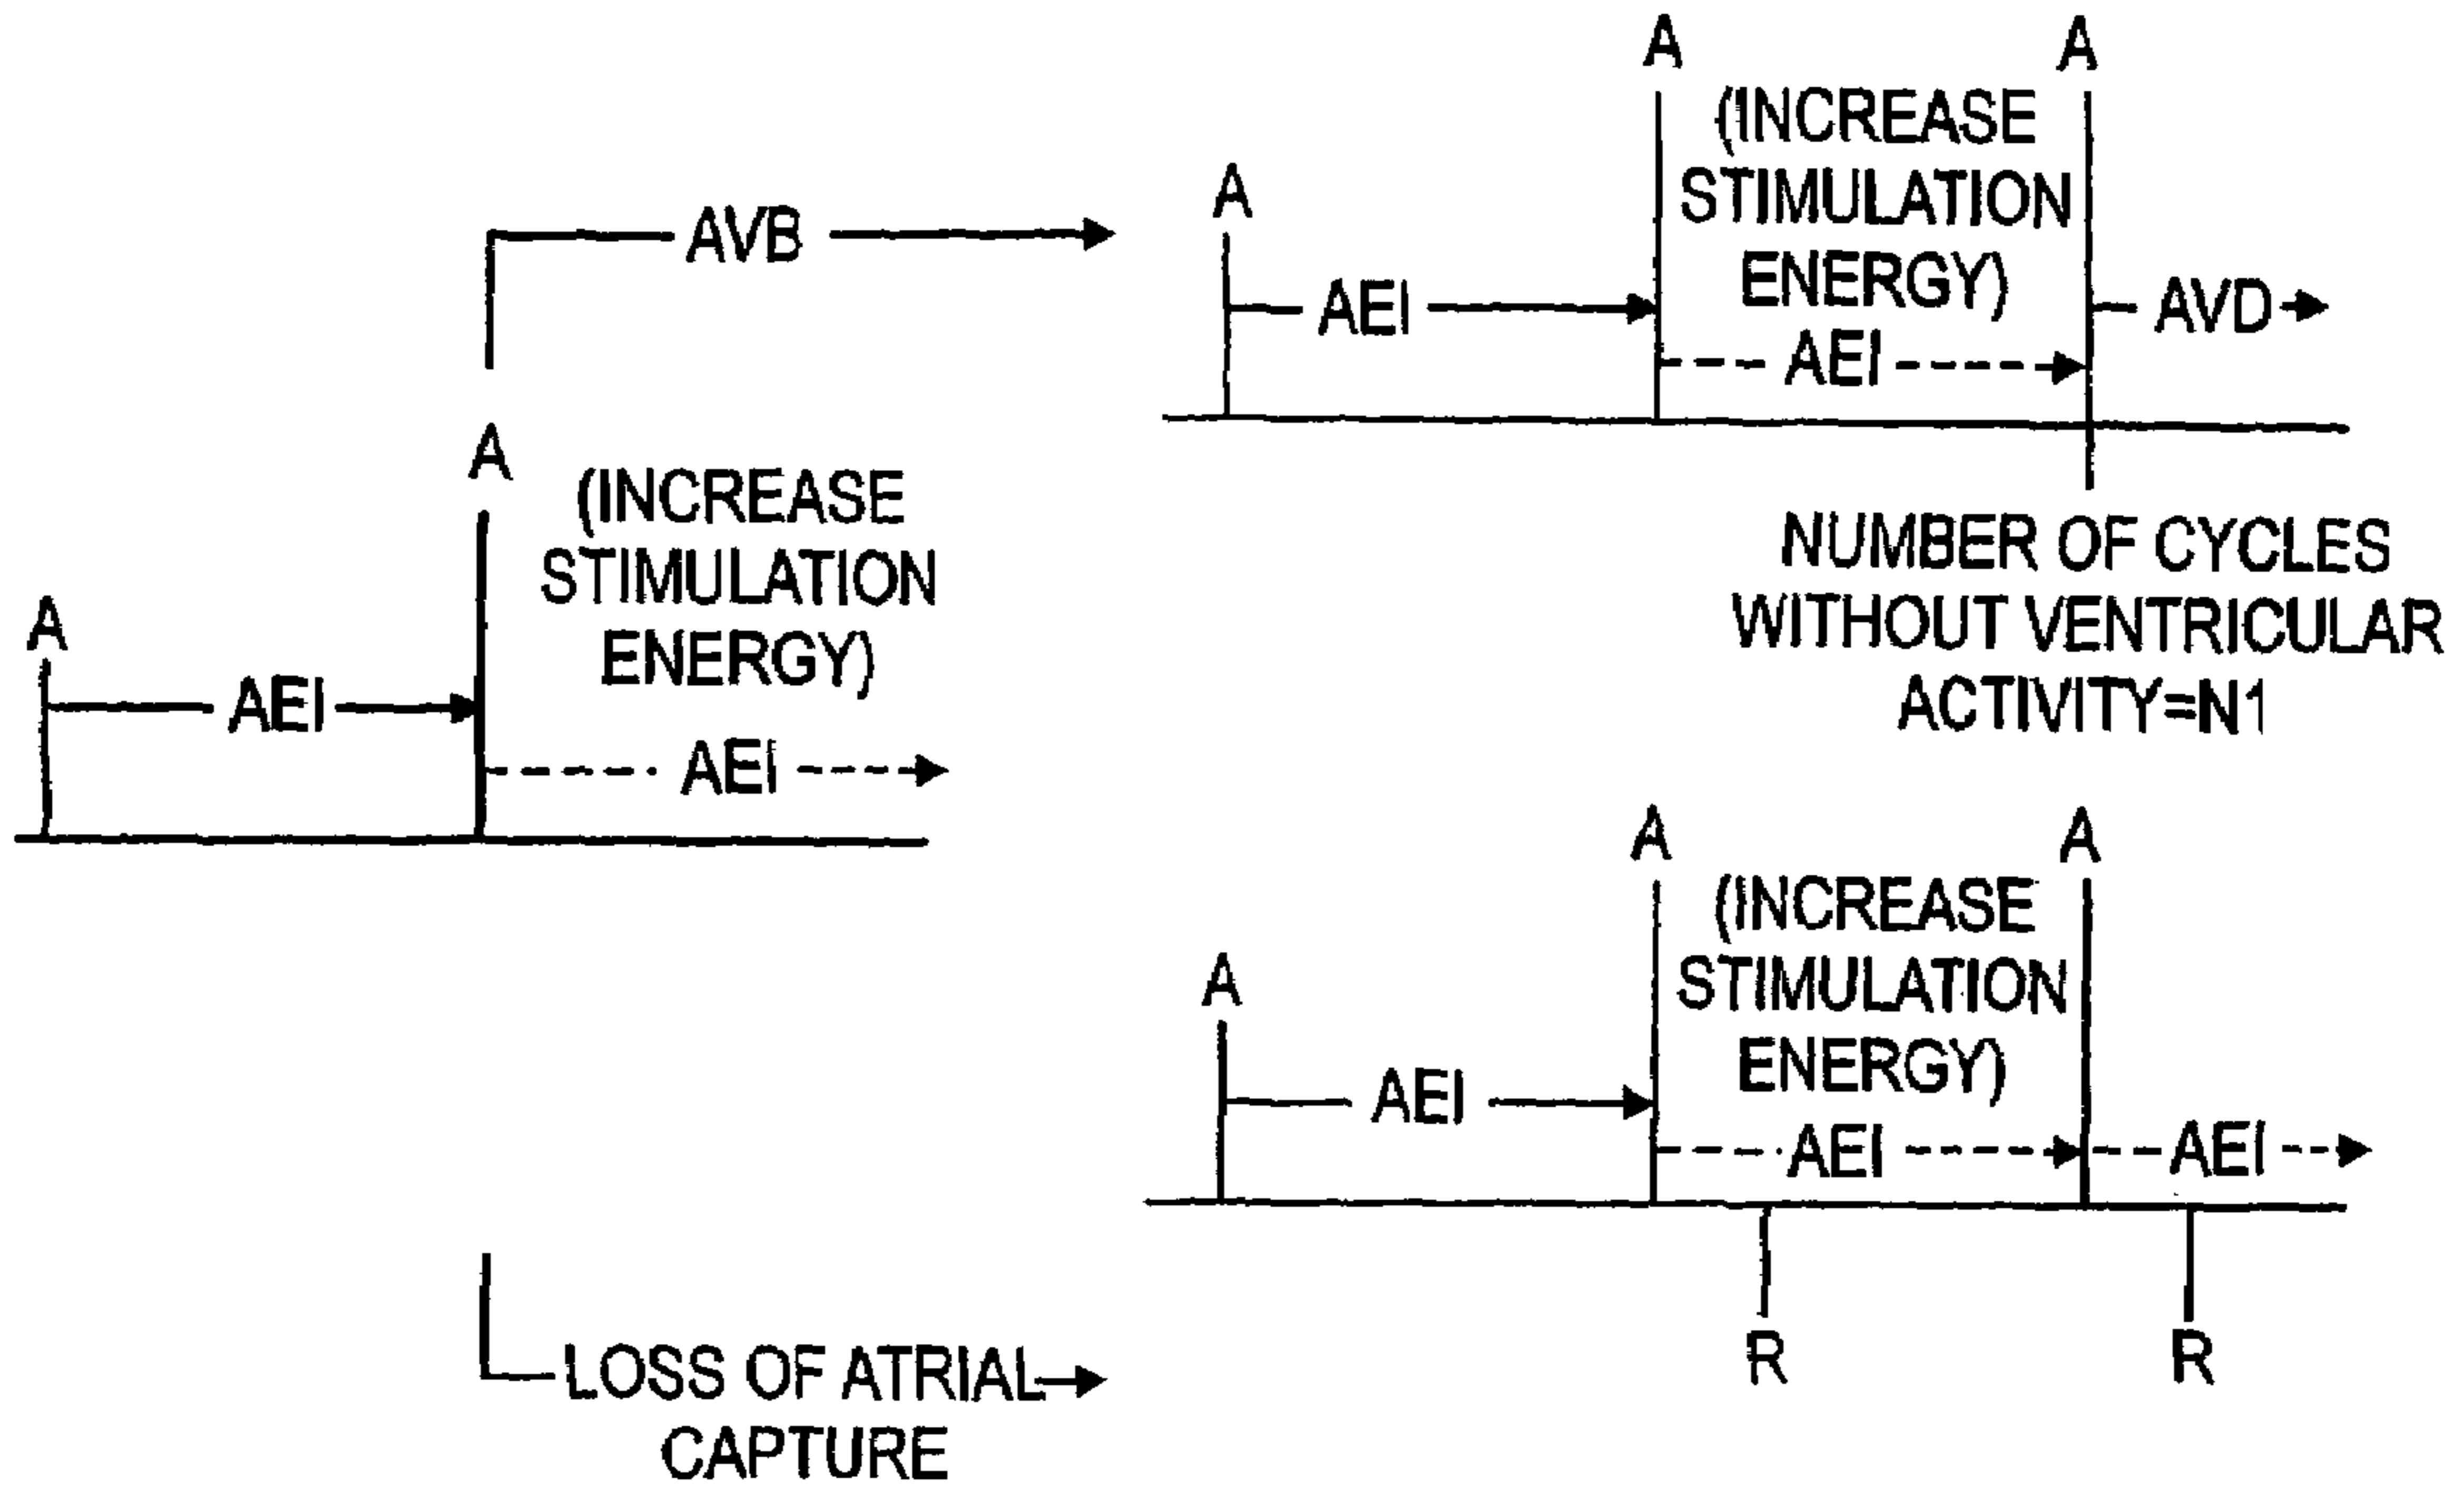 A
AEI
A
(INCREASE
STIMULATION
ENERGY)
AEI
AVB
A
AEI
A
(INCREASE
STIMULATION
ENERGY)
AEI
A
AVD
NUMBER OF CYCLES
WITHOUT VENTRICULAR
ACTIVITY=N1
LOSS OF ATRIAL
CAPTURE
A
AEI
A
(INCREASE
STIMULATION
ENERGY)
AEI
A
AEI
R
R